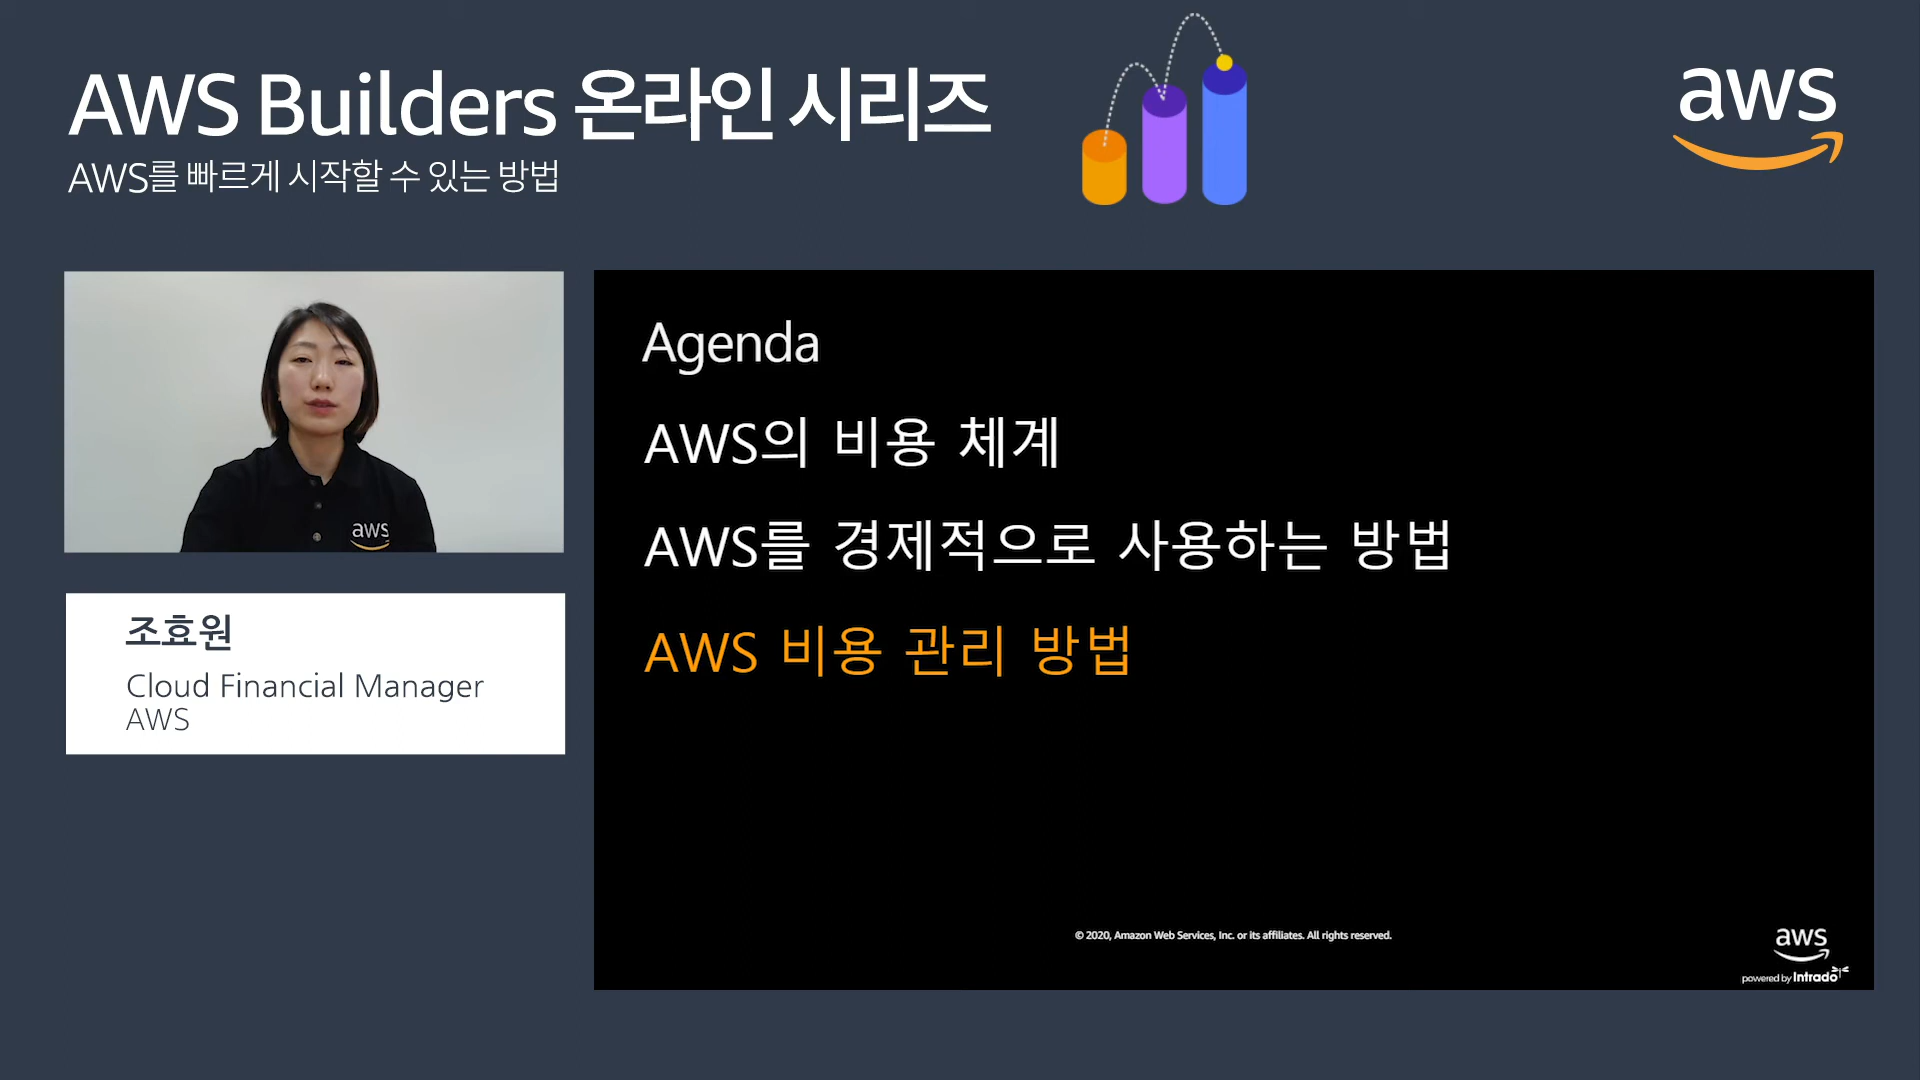 AWS Builders 온라인 시리즈
AWS를 빠르게 시작할 수 있는 방법
aws
aws
조효원
Cloud Financial Manager
AWS
Agenda
AWS의 비용 체계
AWS를 경제적으로 사용하는 방법
AWS 비용 관리 방법
© 2020, Amazon Web Services, Inc. or its affiliates. All rights reserved.
aws
powered by Intrado